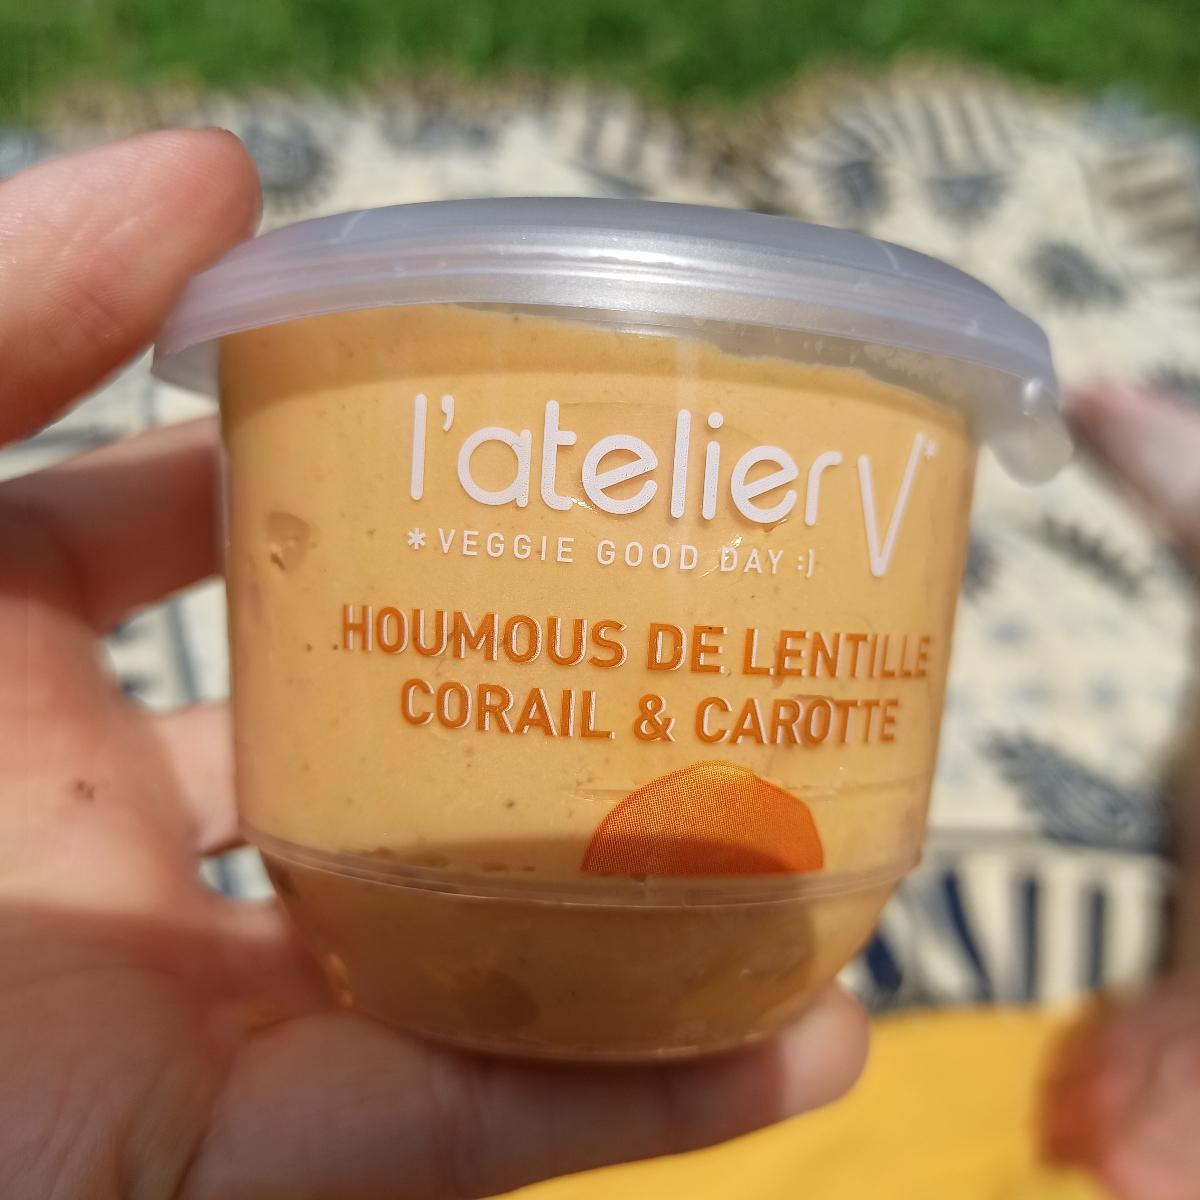 l'atelier V*
*VEGGIE GOOD DAY :)
HOUMOUS DE LENTILLE
CORAIL & CAROTTE